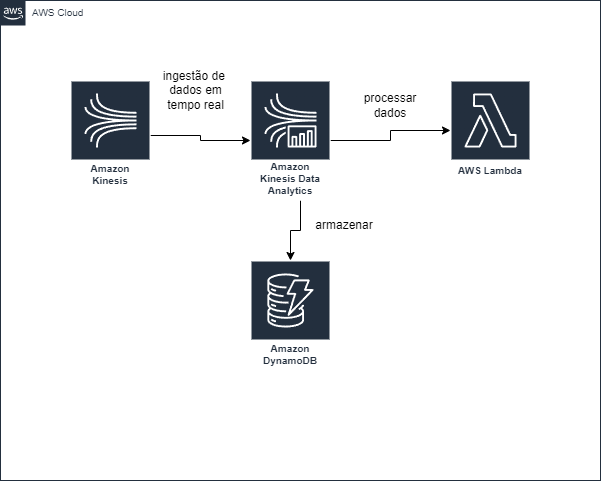 aws
AWS Cloud
ingestão de
dados em
tempo real
processar
dados
Amazon
Kinesis
Amazon
Kinesis Data
Analytics
AWS Lambda
armazenar
Amazon
DynamoDB